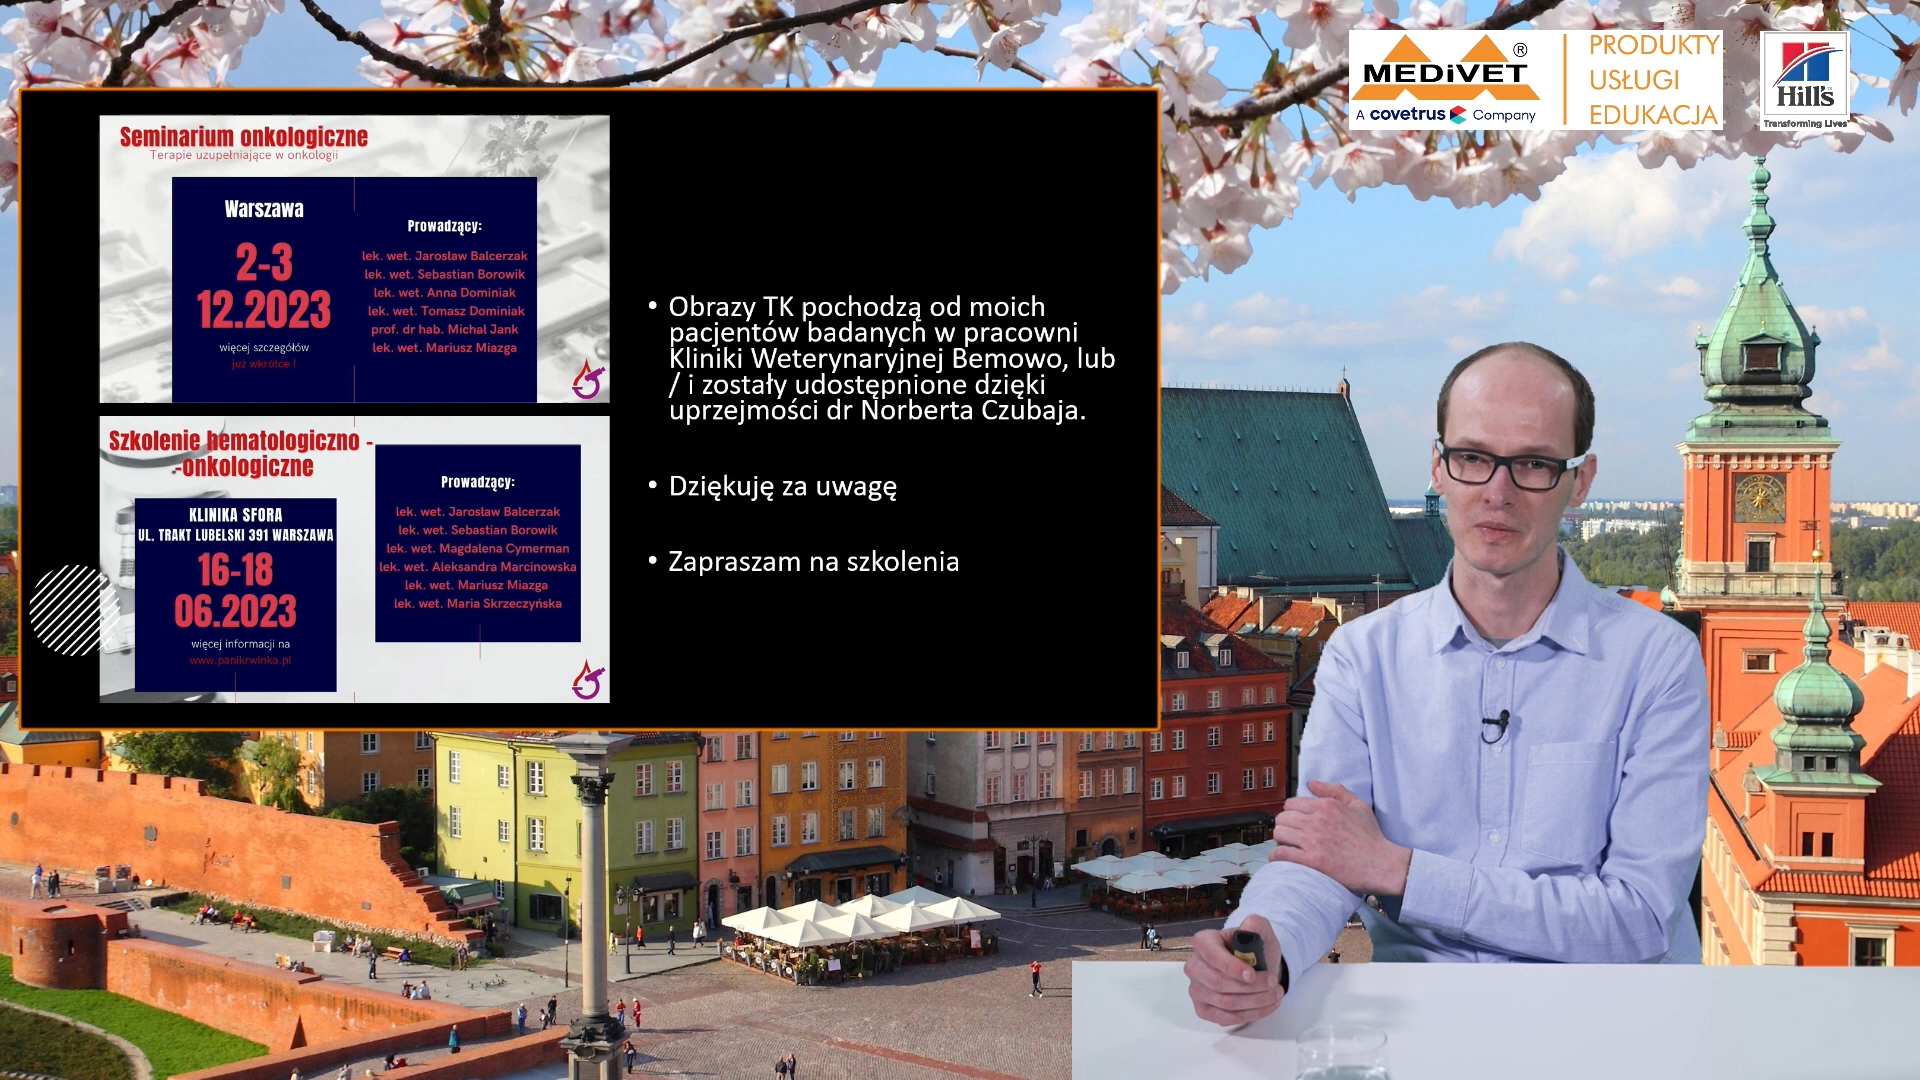 Seminarium onkologiczne
Terapie uzupełniające w onkologii
Warszawa
2-3
12.2023
więcej szczegółów
już wkrótce !
Prowadzący:
lek. wet. Jarosław Balcerzak
lek. wet. Sebastian Borowik
lek. wet. Anna Dominiak
lek. wet. Tomasz Dominiak
prof. dr hab. Michał Jank
lek. wet. Mariusz Miazga
Szkolenie hematologiczno -
-onkologiczne
KLINIKA SFORA
UL. TRAKT LUBELSKI 391 WARSZAWA
16-18
06.2023
więcej informacji na
www.panikrwinka.pl
Prowadzący:
lek. wet. Jarosław Balcerzak
lek. wet. Sebastian Borowik
lek. wet. Magdalena Cymerman
lek. wet. Aleksandra Marcinowska
lek. wet. Mariusz Miazga
lek. wet. Maria Skrzeczyńska
• Obrazy TK pochodzą od moich
pacjentów badanych w pracowni
Kliniki Weterynaryjnej Bemowo, lub
/ i zostały udostępnione dzięki
uprzejmości dr Norberta Czubaja.
• Dziękuję za uwagę
• Zapraszam na szkolenia
MEDiVET®
A covetrus Company
PRODUKTY
USŁUGI
EDUKACJA
Hill's
Transforming Lives